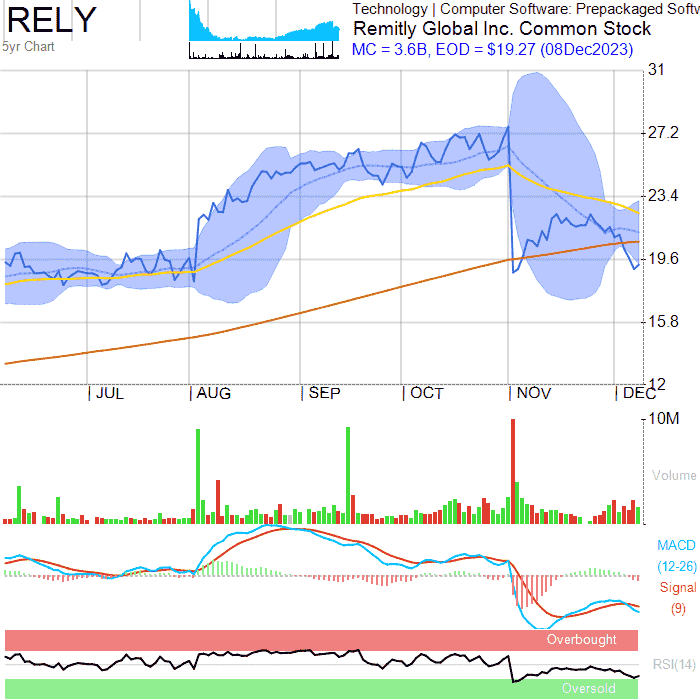 RELY
Technology | Computer Software: Prepackaged Softw
Remitly Global Inc. Common Stock
5yr Chart
MC = 3.6B, EOD = $19.27 (08Dec2023)
31
27.2
23.4
19.6
15.8
12
JUL AUG SEP OCT NOV DEC
10M
Volume
MACD
(12-26)
Signal
(9)
Overbought
RSI(14)
Oversold